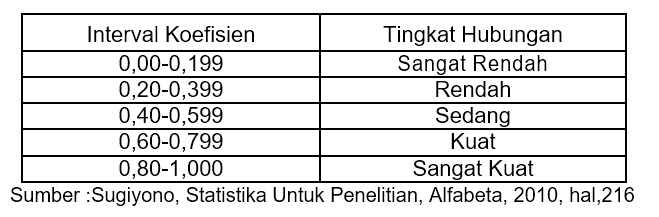 Interval Koefisien Tingkat Hubungan
0,00-0,199 Sangat Rendah
0,20-0,399 Rendah
0,40-0,599 Sedang
0,60-0,799 Kuat
0,80-1,000 Sangat Kuat
Sumber :Sugiyono, Statistika Untuk Penelitian, Alfabeta, 2010, hal,216